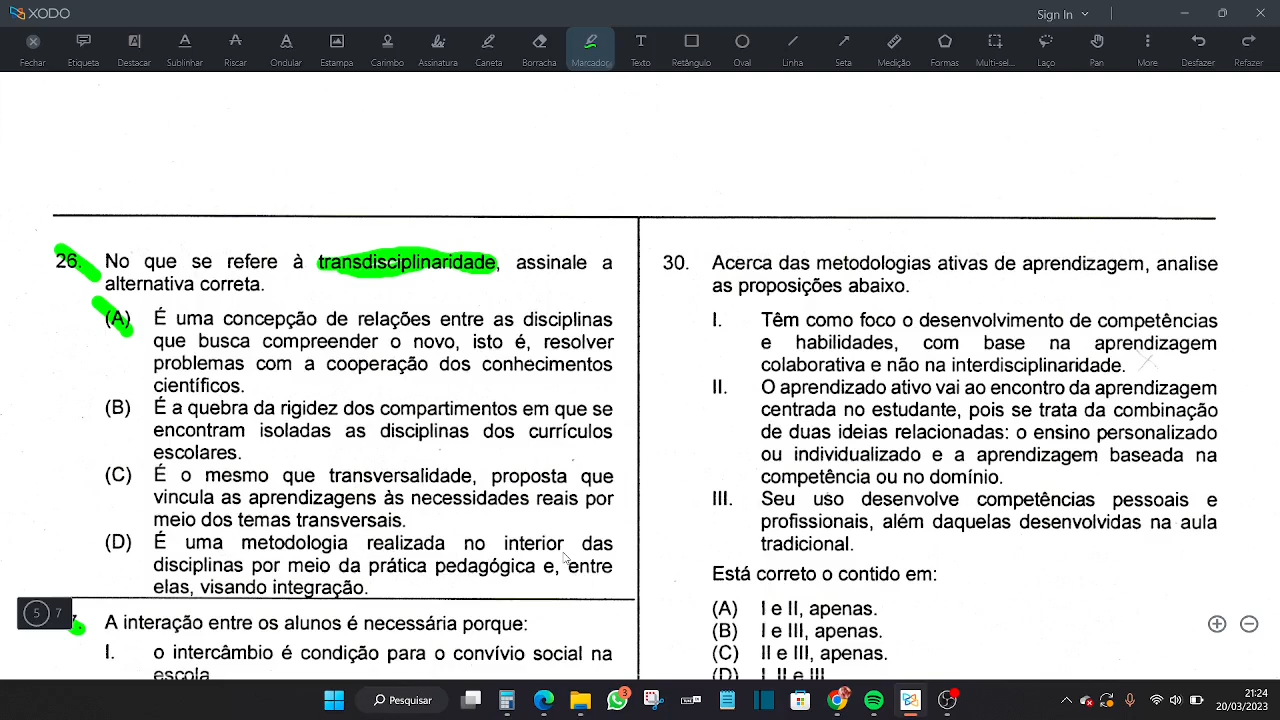 XODO
Sign In
Fechar
Etiqueta
Destacar
Sublinhar
Riscar
Ondular
Estampa
Carimbo
Assinatura
Caneta
Borracha
Marcador
Texto
Retângulo
Oval
Linha
Seta
Medição
Formas
Multi-sel...
Laço
Pan
More
Desfazer
Refazer
26. No que se refere à transdisciplinaridade, assinale a
alternativa correta.
(A) É uma concepção de relações entre as disciplinas
que busca compreender o novo, isto é, resolver
problemas com a cooperação dos conhecimentos
científicos.
(B) É a quebra da rigidez dos compartimentos em que se
encontram isoladas as disciplinas dos currículos
escolares.
(C) É o mesmo que transversalidade, proposta que
vincula as aprendizagens às necessidades reais por
meio dos temas transversais.
(D) É uma metodologia realizada no interior das
disciplinas por meio da prática pedagógica e, entre
elas, visando integração.
A interação entre os alunos é necessária porque:
I. o intercâmbio é condição para o convívio social na
escola
30. Acerca das metodologias ativas de aprendizagem, analise
as proposições abaixo.
I. Têm como foco o desenvolvimento de competências
e habilidades, com base na aprendizagem
colaborativa e não na interdisciplinaridade.
II. O aprendizado ativo vai ao encontro da aprendizagem
centrada no estudante, pois se trata da combinação
de duas ideias relacionadas: o ensino personalizado
ou individualizado e a aprendizagem baseada na
competência ou no domínio.
III. Seu uso desenvolve competências pessoais e
profissionais, além daquelas desenvolvidas na aula
tradicional.
Está correto o contido em:
(A) I e II, apenas.
(B) I e III, apenas.
(C) II e III, apenas.
(D) I, II e III
5 7
Pesquisar
3
21:24
20/03/2023